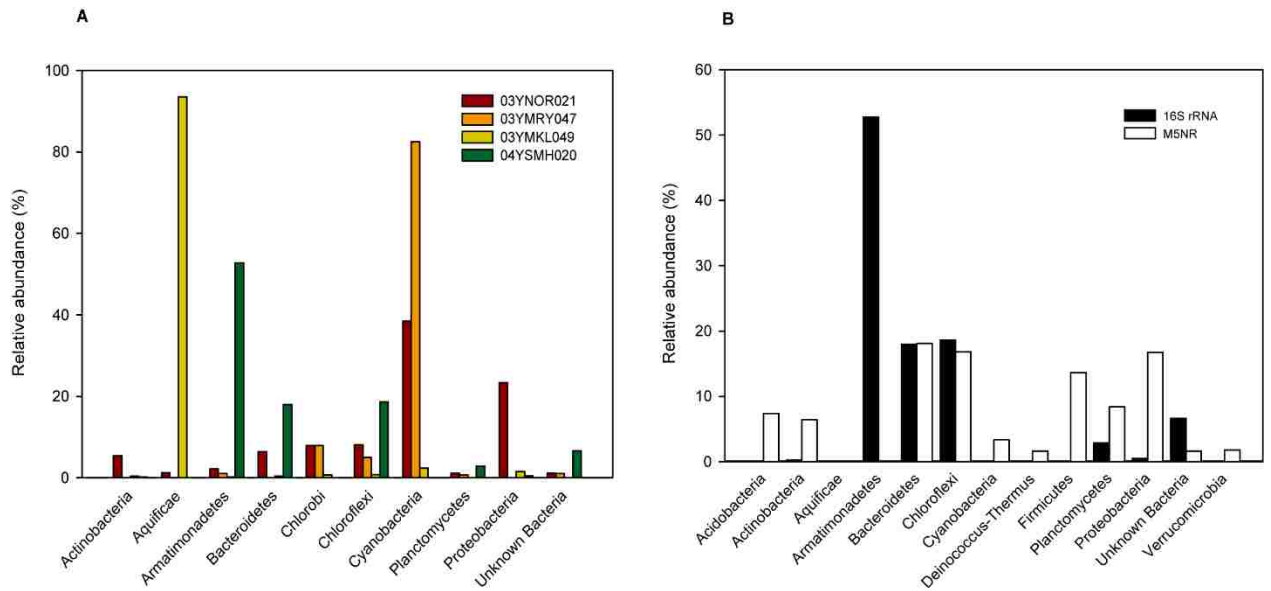 A
Relative abundance (%)
100
80
60
40
20
0
03YNOR021
03YMRY047
03YMKL049
04YSMH020
Actinobacteria
Aquificae
Armatimonadetes
Bacteroidetes
Chlorobi
Chloroflexi
Cyanobacteria
Planctomycetes
Proteobacteria
Unknown Bacteria
B
Relative abundance (%)
60
50
40
30
20
10
0
16S rRNA
M5NR
Acidobacteria
Actinobacteria
Aquificae
Armatimonadetes
Bacteroidetes
Chloroflexi
Cyanobacteria
Deinococcus-Thermus
Firmicutes
Planctomycetes
Proteobacteria
Unknown Bacteria
Verrucomicrobia